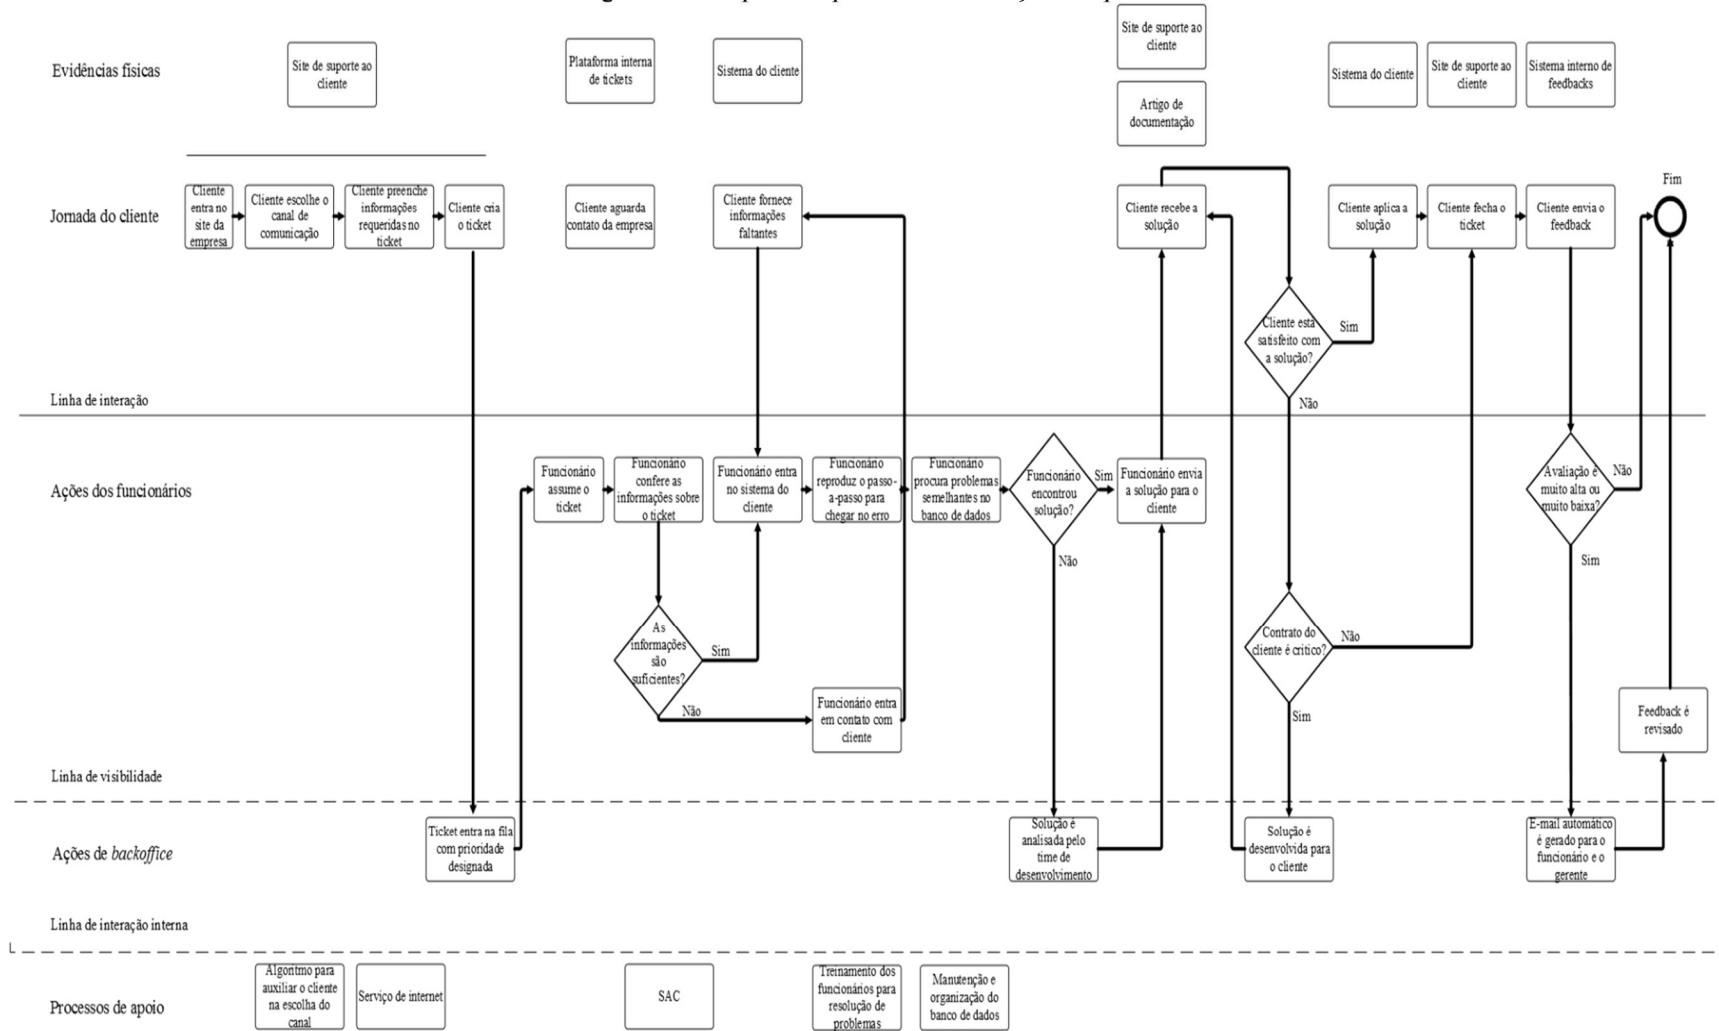 Site de suporte ao
cliente
Evidências físicas
Site de suporte ao
cliente
Plataforma interna
de tickets
Sistema do cliente
Artigo de
documentação
Sistema do cliente
Site de suporte ao
cliente
Sistema interno de
feedbacks
Jornada do cliente
Cliente
entra no
site da
empresa
Cliente escolhe o
canal de
comunicação
Cliente preenche
informações
requeridas no
ticket
Cliente cria
o ticket
Cliente aguarda
contato da empresa
Cliente fornece
informações
faltantes
Cliente recebe a
solução
Cliente aplica a
solução
Cliente fecha o
ticket
Cliente envia o
feedback
Fim
Cliente está
satisfeito com
a solução?
Sim
Não
Linha de interação
Ações dos funcionários
Funcionário
assume o
ticket
Funcionário
confere as
informações sobre
o ticket
Funcionário entra
no sistema do
cliente
Funcionário
reproduz o passo-
a-passo para
chegar no erro
Funcionário
procura problemas
semelhantes no
banco de dados
Funcionário
encontrou
solução?
Sim
Não
Funcionário envia
a solução para o
cliente
Avaliação é
muito alta ou
muito baixa?
Não
Sim
As
informações
são
suficientes?
Sim
Não
Funcionário entra
em contato com
cliente
Contrato do
cliente é crítico?
Não
Sim
Feedback é
revisado
Linha de visibilidade
Ações de backoffice
Ticket entra na fila
com prioridade
designada
Solução é
analisada pelo
time de
desenvolvimento
Solução é
desenvolvida para
o cliente
E-mail automático
é gerado para o
funcionário e o
gerente
Linha de interação interna
Processos de apoio
Algoritmo para
auxiliar o cliente
na escolha do
canal
Serviço de internet
SAC
Treinamento dos
funcionários para
resolução de
problemas
Manutenção e
organização do
banco de dados